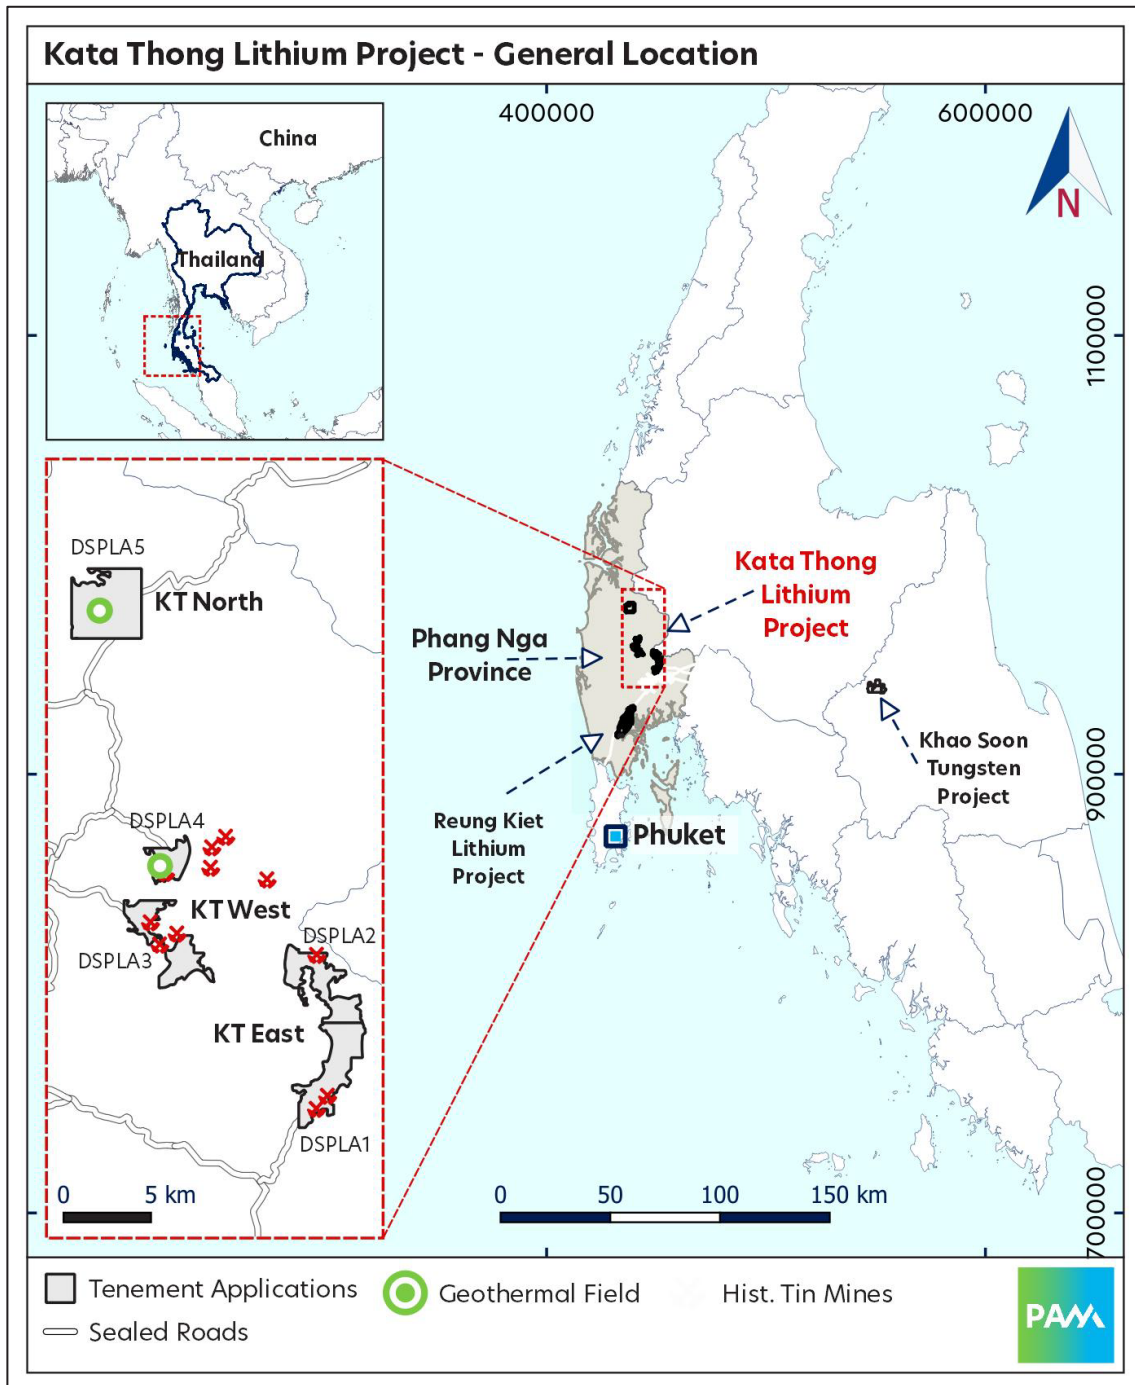 Kata Thong Lithium Project - General Location
400000
600000
China
Thailand
N
1100000
900000
700000
DSPLA5
KT North
DSPLA4
KT West
DSPLA2
DSPLA3
KT East
DSPLA1
0
5 km
Kata Thong
Lithium
Project
Phang Nga
Province
Khao Soon
Tungsten
Project
Reung Kiet
Lithium
Project
Phuket
0
50
100
150 km
Tenement Applications
Geothermal Field
Hist. Tin Mines
Sealed Roads
PAM